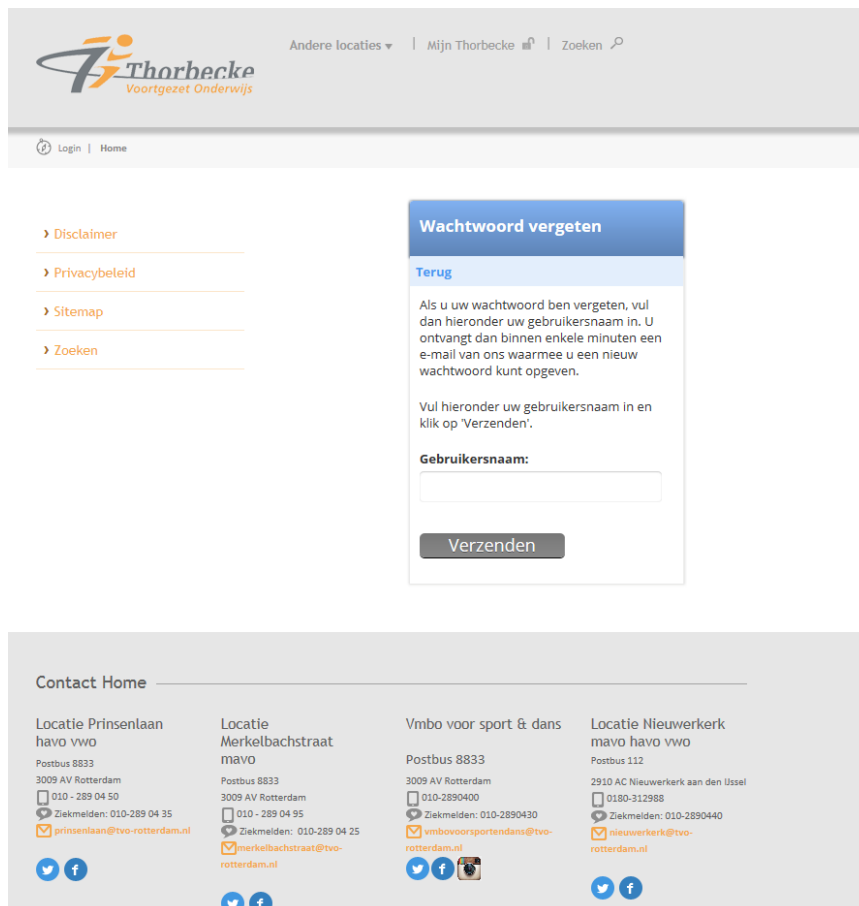 Thorbecke
Voortgezet Onderwijs
Andere locaties
Mijn Thorbecke
Zoeken
Login | Home
Disclaimer
Privacybeleid
Sitemap
Zoeken
Wachtwoord vergeten
Terug
Als u uw wachtwoord ben vergeten, vul
dan hieronder uw gebruikersnaam in. U
ontvangt dan binnen enkele minuten een
e-mail van ons waarmee u een nieuw
wachtwoord kunt opgeven.
Vul hieronder uw gebruikersnaam in en
klik op 'Verzenden'.
Gebruikersnaam:
Verzenden
Contact Home
Locatie Prinsenlaan
havo vwo
Postbus 8833
3009 AV Rotterdam
010 - 289 04 50
Ziekmelden: 010-289 04 35
prinsenlaan@tvo-rotterdam.nl
Locatie
Merkelbachstraat
mavo
Postbus 8833
3009 AV Rotterdam
010 - 289 04 95
Ziekmelden: 010-289 04 25
merkelbachstraat@tvo-
rotterdam.nl
Vmbo voor sport & dans
Postbus 8833
3009 AV Rotterdam
010-2890400
Ziekmelden: 010-2890430
vmbovoorsportendans@tvo-
rotterdam.nl
Locatie Nieuwerkerk
mavo havo vwo
Postbus 112
2910 AC Nieuwerkerk aan den IJssel
0180-312988
Ziekmelden: 010-2890440
nieuwerkerk@tvo-
rotterdam.nl